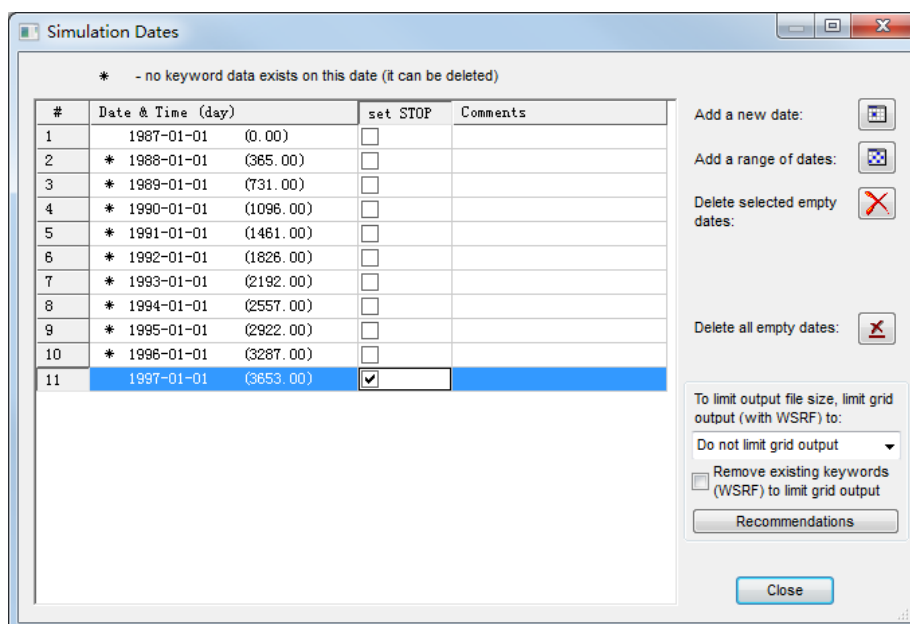 Simulation Dates
* - no keyword data exists on this date (it can be deleted)
# Date & Time (day) set STOP Comments
1 1987-01-01 (0.00)
2 * 1988-01-01 (365.00)
3 * 1989-01-01 (731.00)
4 * 1990-01-01 (1096.00)
5 * 1991-01-01 (1461.00)
6 * 1992-01-01 (1826.00)
7 * 1993-01-01 (2192.00)
8 * 1994-01-01 (2557.00)
9 * 1995-01-01 (2922.00)
10 * 1996-01-01 (3287.00)
11 1997-01-01 (3653.00)
Add a new date:
Add a range of dates:
Delete selected empty
dates:
Delete all empty dates:
To limit output file size, limit grid
output (with WSRF) to:
Do not limit grid output
Remove existing keywords
(WSRF) to limit grid output
Recommendations
Close